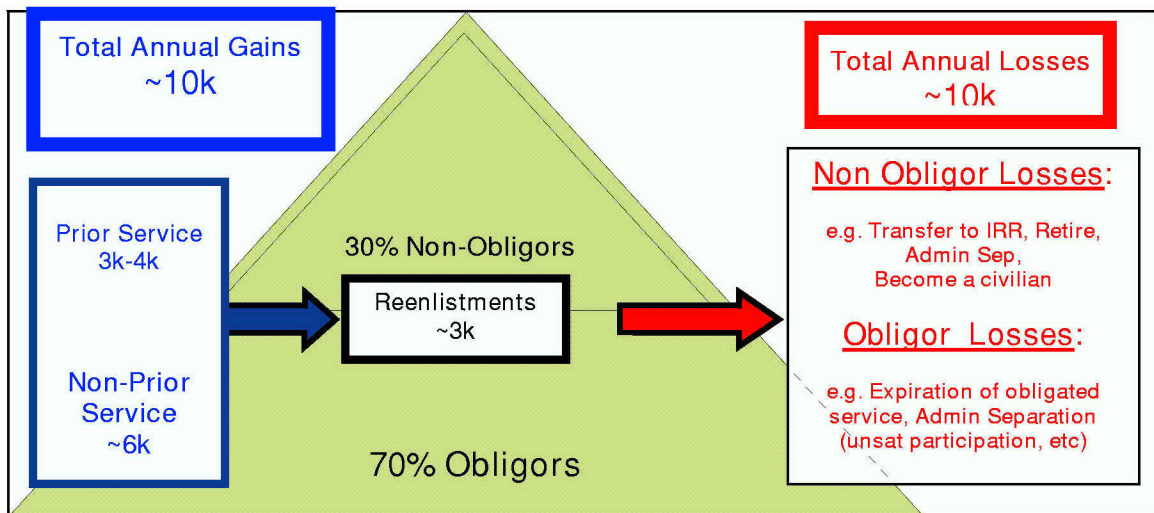 Total Annual Gains
~10k
Prior Service
3k-4k
Non-Prior
Service
~6k
30% Non-Obligors
Reenlistments
~3k
70% Obligors
Total Annual Losses
~10k
Non Obligor Losses:
e.g. Transfer to IRR, Retire,
Admin Sep,
Become a civilian
Obligor Losses:
e.g. Expiration of obligated
service, Admin Separation
(unsat participation, etc)